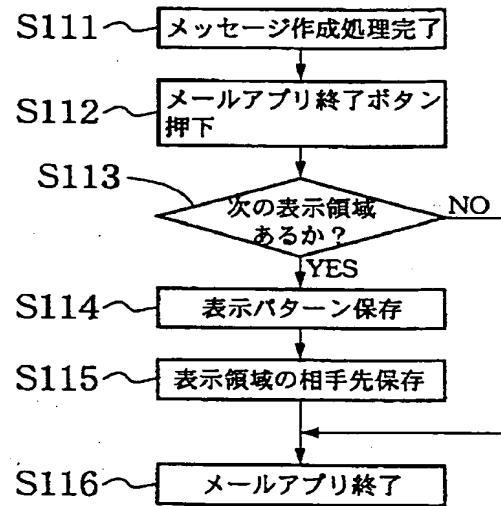 S111 メッセージ作成処理完了
S112 メールアプリ終了ボタン
押下
S113 次の表示領域 NO
あるか？
YES
S114 表示パターン保存
S115 表示領域の相手先保存
S116 メールアプリ終了